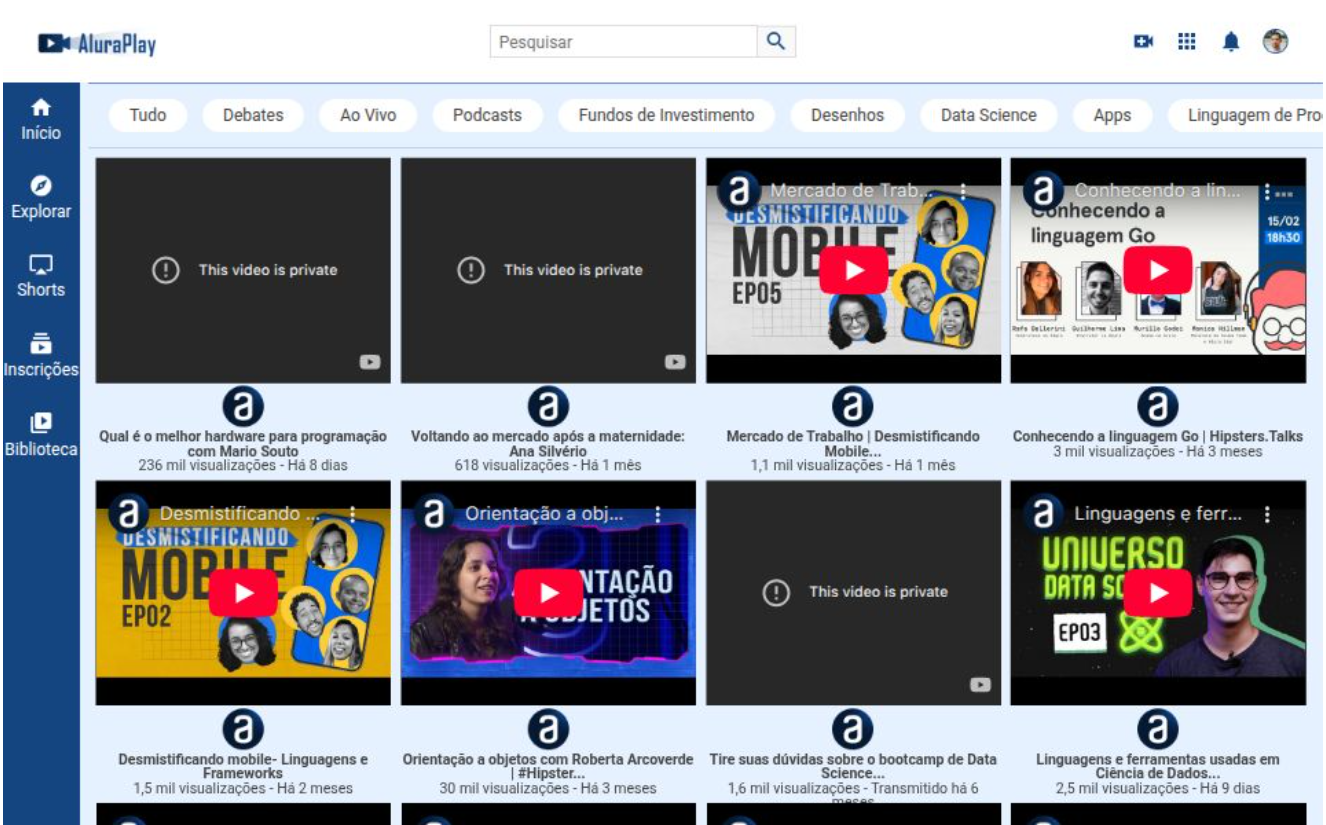 AluraPlay
Pesquisar
Início
Explorar
Shorts
Inscrições
Biblioteca
Tudo
Debates
Ao Vivo
Podcasts
Fundos de Investimento
Desenhos
Data Science
Apps
Linguagem de Pro
This video is private
This video is private
a Mercado de Trab...
DESMISTIFICANDO
MOBILE
EP05
a Conhecendo a lin...
Conhecendo a
linguagem Go
15/02
18h30
Rafa Bellerini Guilherme Lima Murillo Godoi Monica Hillman
a
Qual é o melhor hardware para programação
com Mario Souto
236 mil visualizações - Há 8 dias
a
Voltando ao mercado após a maternidade:
Ana Silvério
618 visualizações - Há 1 mês
a
Mercado de Trabalho | Desmistificando
Mobile...
1,1 mil visualizações - Há 1 mês
a
Conhecendo a linguagem Go | Hipsters.Talks
3 mil visualizações - Há 3 meses
a Desmistificando ...
DESMISTIFICANDO
MOBILE
EP02
a Orientação a obj...
NTAÇÃO
A OBJETOS
This video is private
a Linguagens e ferr...
UNIVERSO
DATA SC
EP03
a
Desmistificando mobile- Linguagens e
Frameworks
1,5 mil visualizações - Há 2 meses
a
Orientação a objetos com Roberta Arcoverde
| #Hipster...
30 mil visualizações - Há 3 meses
a
Tire suas dúvidas sobre o bootcamp de Data
Science...
1,6 mil visualizações - Transmitido há 6
meses
a
Linguagens e ferramentas usadas em
Ciência de Dados...
2,5 mil visualizações - Há 9 dias